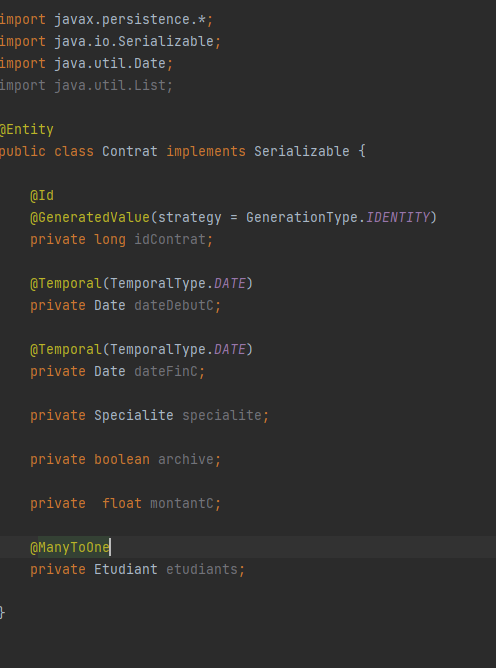 import javax.persistence.*;
import java.io.Serializable;
import java.util.Date;
import java.util.List;
@Entity
public class Contrat implements Serializable {
@Id
@GeneratedValue(strategy = GenerationType.IDENTITY)
private long idContrat;
@Temporal(TemporalType.DATE)
private Date dateDebutC;
@Temporal(TemporalType.DATE)
private Date dateFinC;
private Specialite specialite;
private boolean archive;
private  float montantC;
@ManyToOne
private Etudiant etudiants;
}